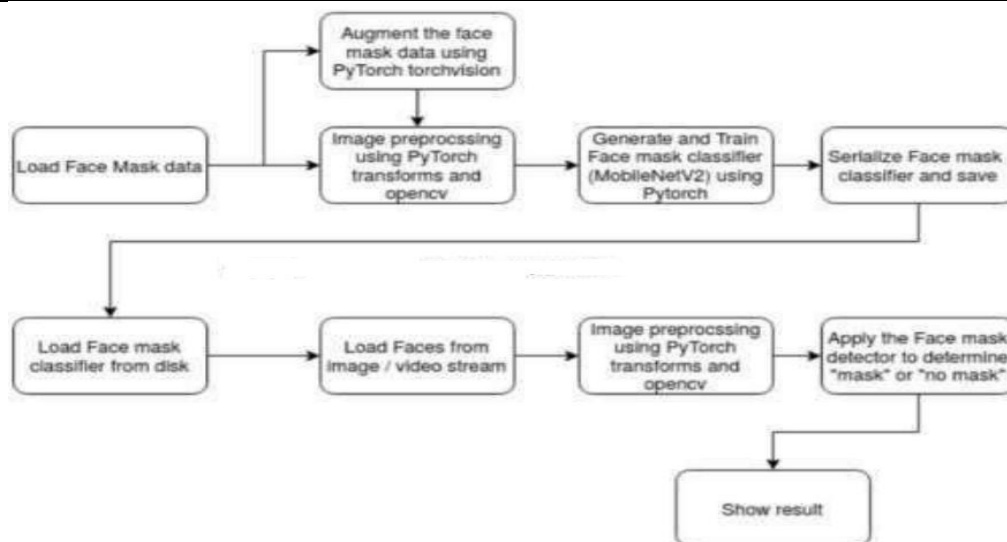 Augment the face
mask data using
PyTorch torchvision
Load Face Mask data
Image preprocssing
using PyTorch
transforms and
opencv
Generate and Train
Face mask classifier
(MobileNetV2) using
Pytorch
Serlalize Face mask
classifier and save
Load Face mask
classifier from disk
Load Faces from
image / video stream
Image preprocssing
using PyTorch
transforms and
opencv
Apply the Face mask
detector to determine
"mask" or "no mask"
Show result